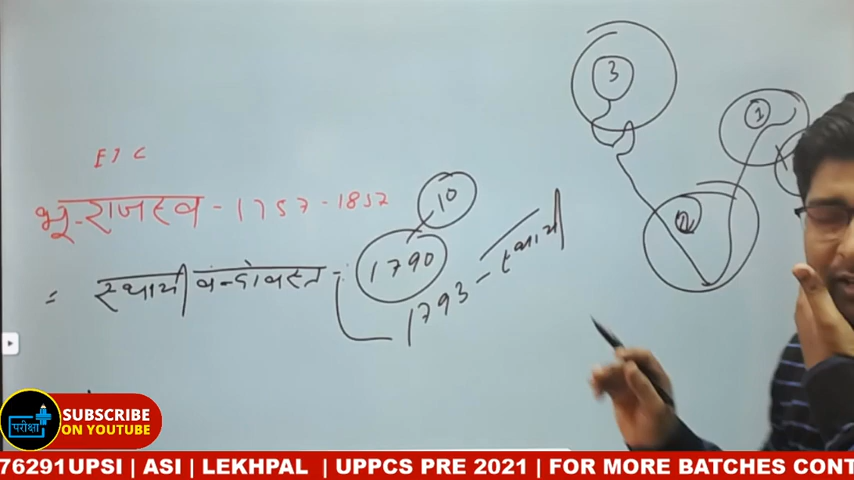 EIC
भू-राजस्व - 1757 - 1857
10
= स्थायी बन्दोबस्त - 1790
1793 - स्थायी
3
1
2
परीक्षा
SUBSCRIBE
ON YOUTUBE
76291UPSI | ASI | LEKHPAL | UPPCS PRE 2021 | FOR MORE BATCHES CONT